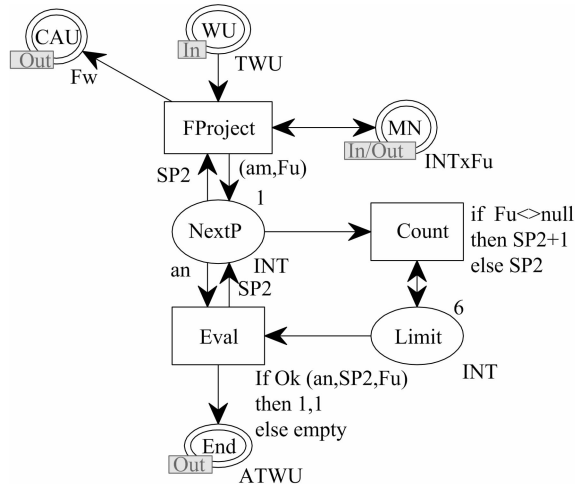 CAU
Out
WU
In
TWU
Fw
FProject
MN
In/Out
INTxFu
SP2
(am,Fu)
1
NextP
INT
Count
if Fu<>null
then SP2+1
else SP2
an
SP2
Eval
6
Limit
INT
If Ok (an,SP2,Fu)
then 1,1
else empty
End
Out
ATWU